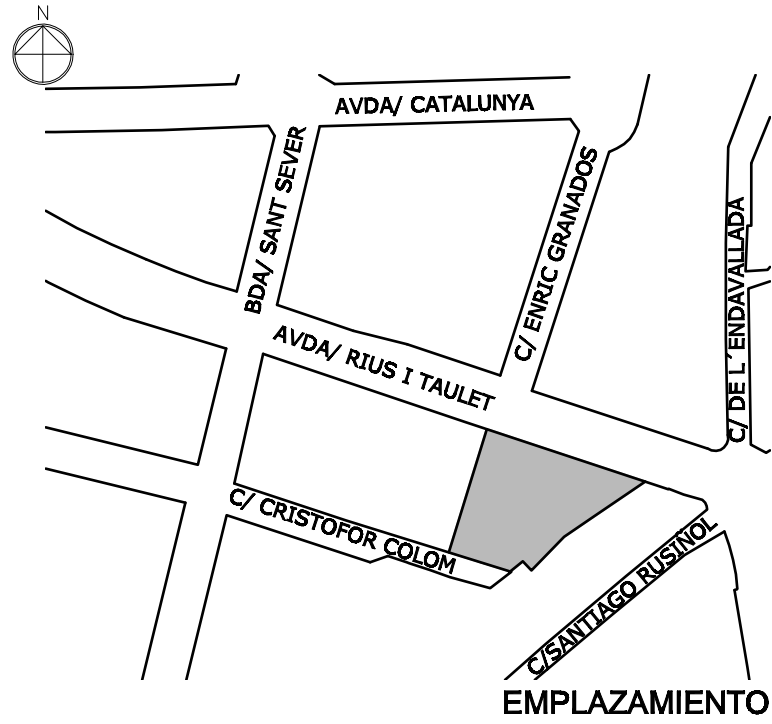 N
AVDA/ CATALUNYA
BDA/ SANT SEVER
C/ ENRIC GRANADOS
C/ DE L´ENDAVALLADA
AVDA/ RIUS I TAULET
C/ CRISTOFOR COLOM
C/SANTIAGO RUSIÑOL
EMPLAZAMIENTO